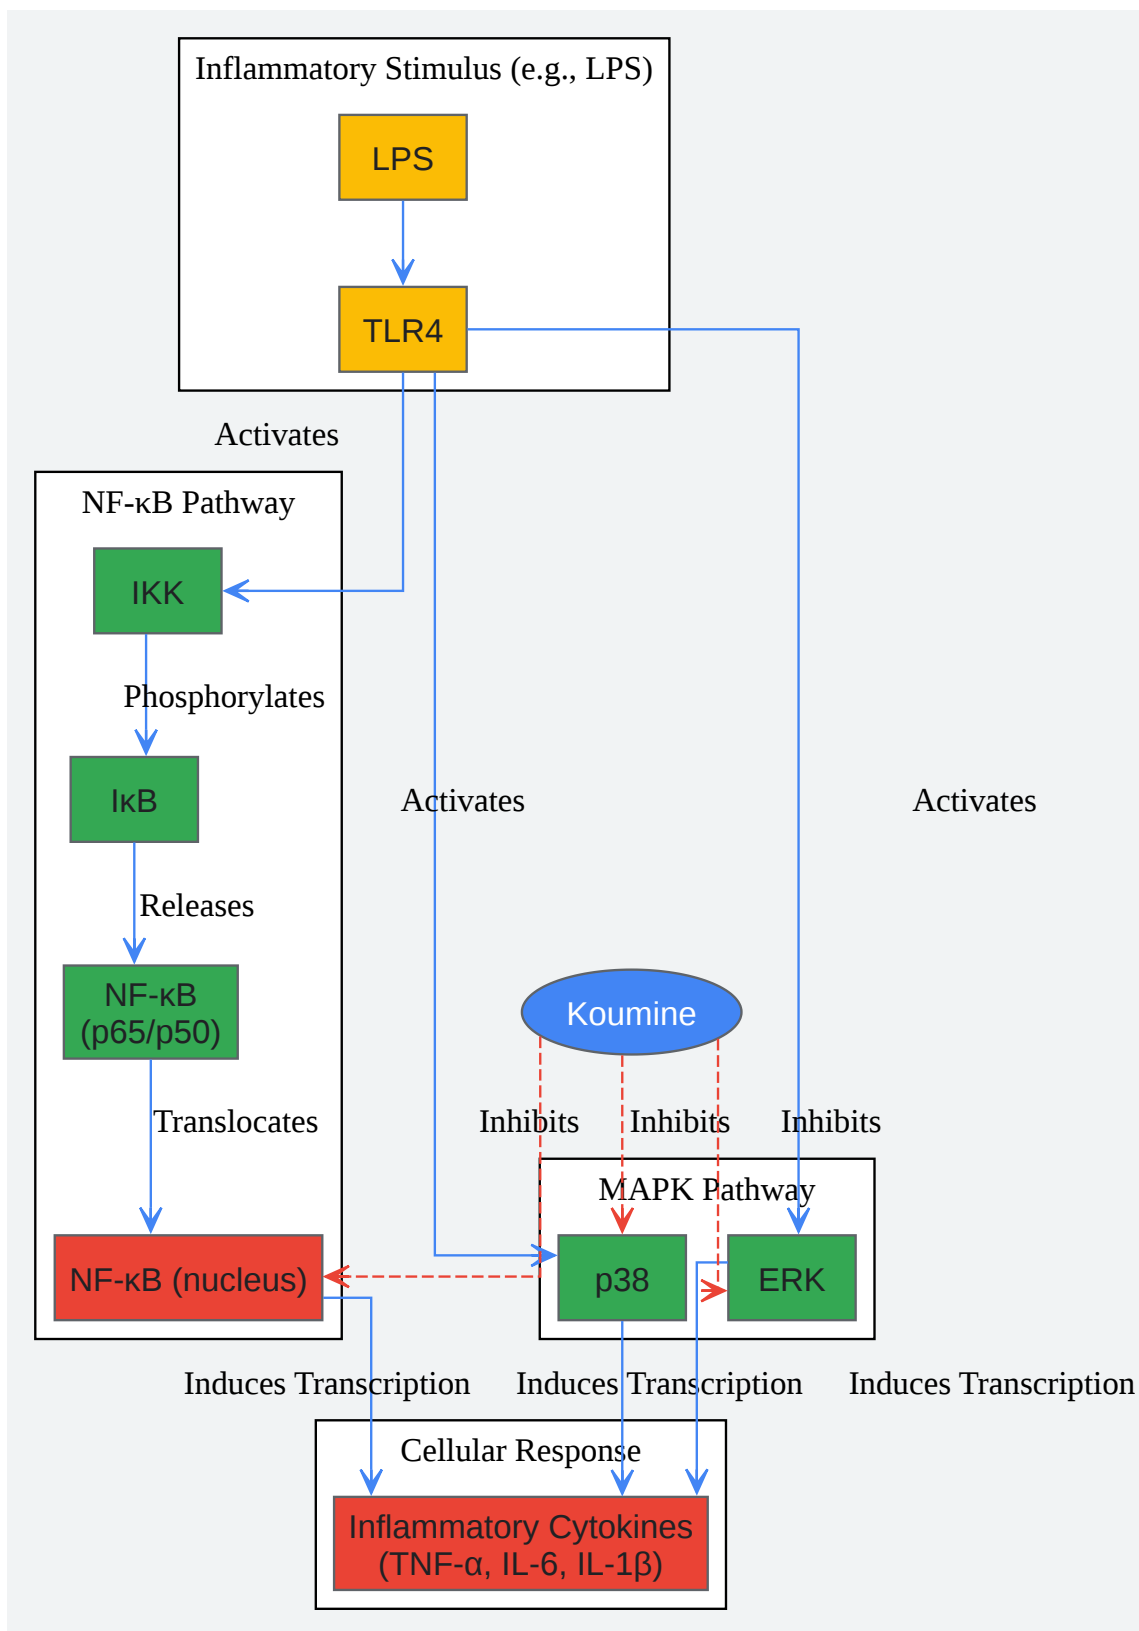 Inflammatory Stimulus (e.g., LPS)
LPS
TLR4
Activates
NF-κB Pathway
IKK
Phosphorylates
IκB
Activates
Activates
Releases
NF-κB
(p65/p50)
Koumine
Translocates
Inhibits
Inhibits
Inhibits
MAPK Pathway
NF-κB (nucleus)
p38
ERK
Induces Transcription
Induces Transcription
Induces Transcription
Cellular Response
Inflammatory Cytokines
(TNF-α, IL-6, IL-1β)